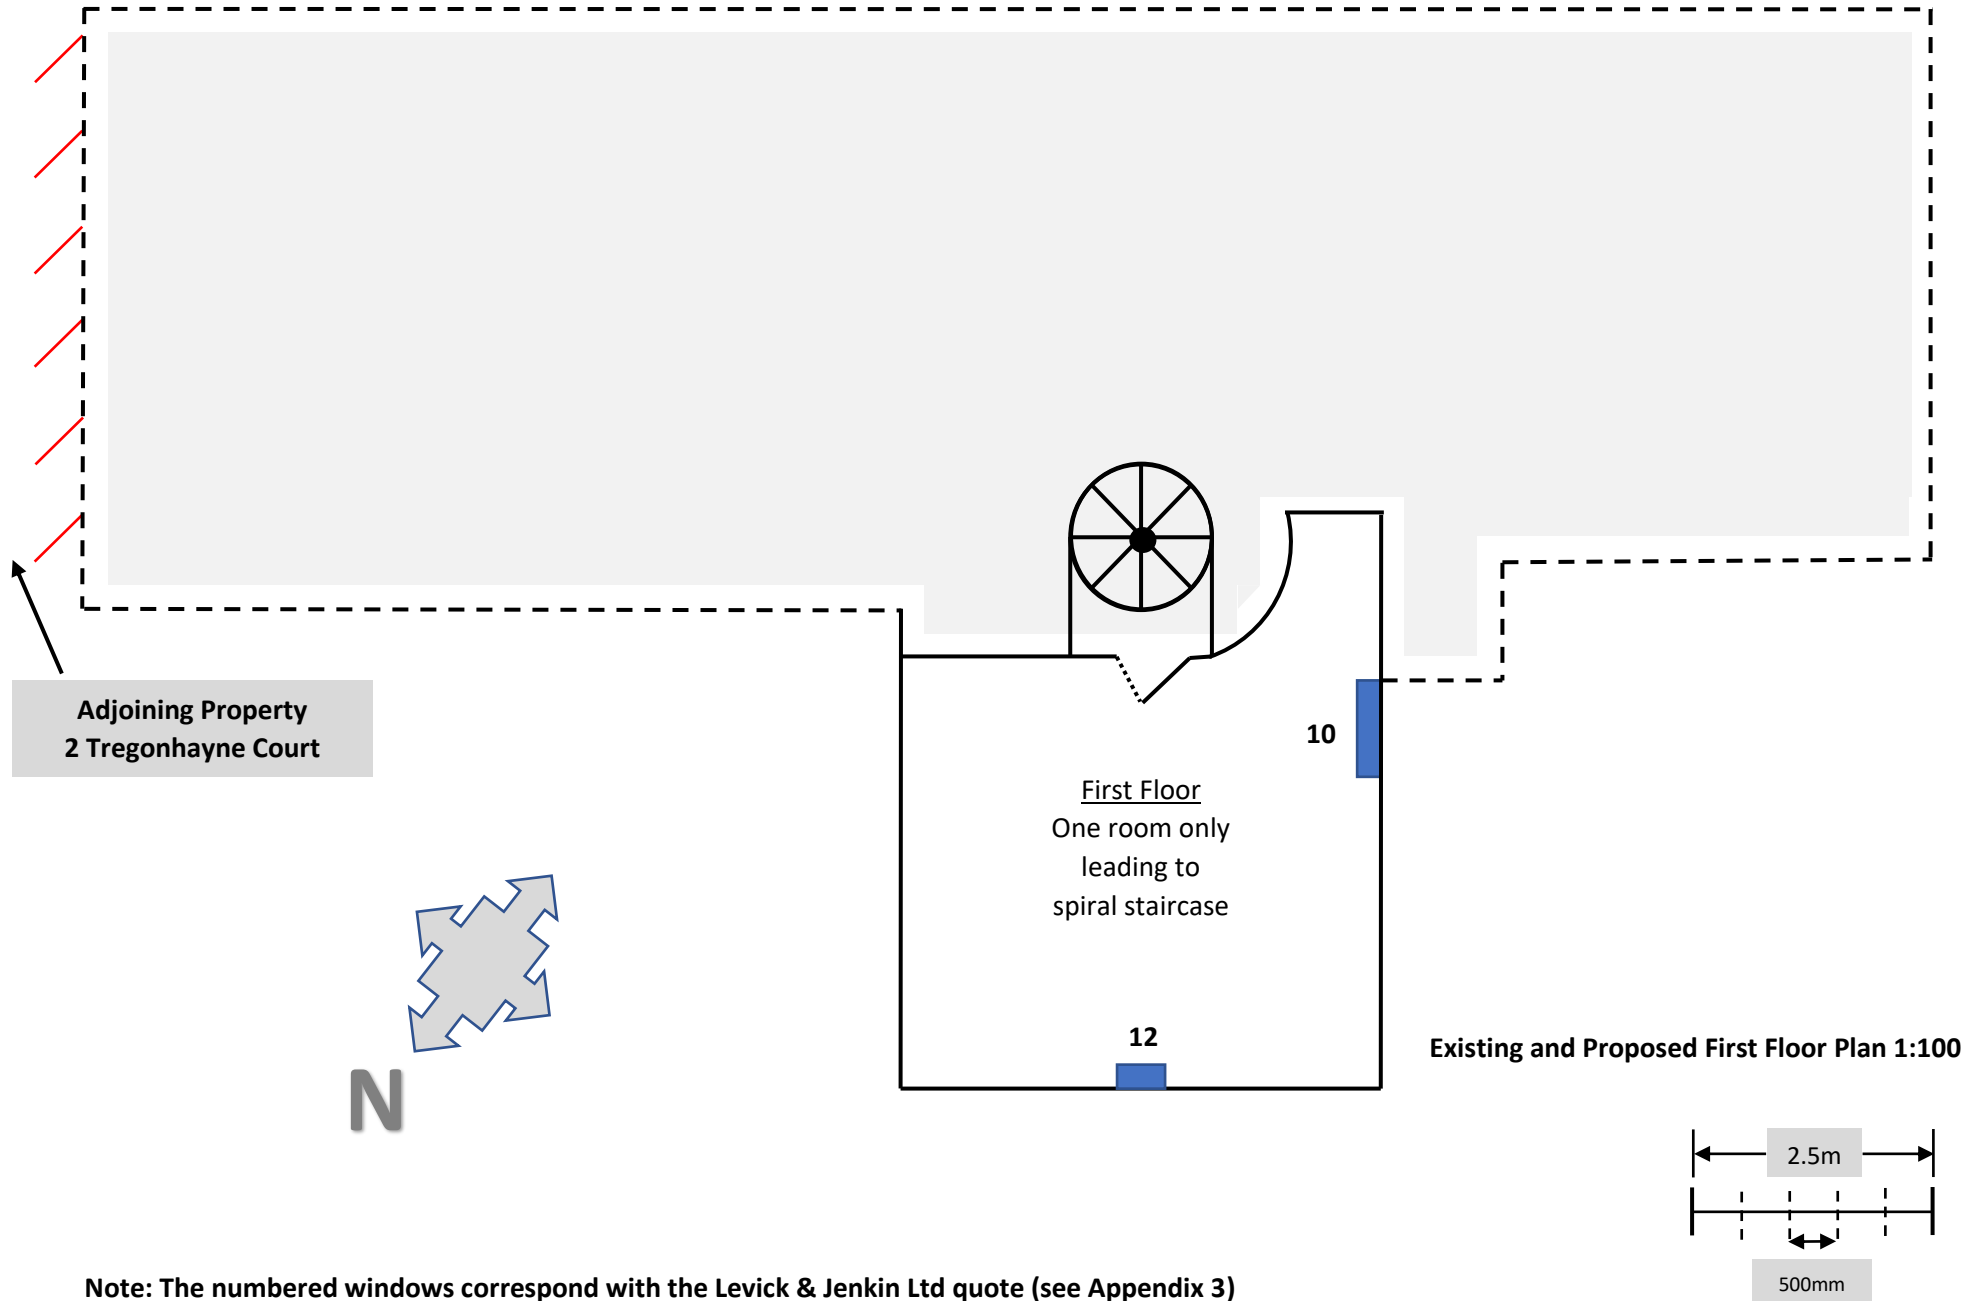 Adjoining Property
2 Tregonhayne Court
10
First Floor
One room only
leading to
spiral staircase
12
Existing and Proposed First Floor Plan 1:100
N
2.5m
500mm
Note: The numbered windows correspond with the Levick & Jenkin Ltd quote (see Appendix 3)